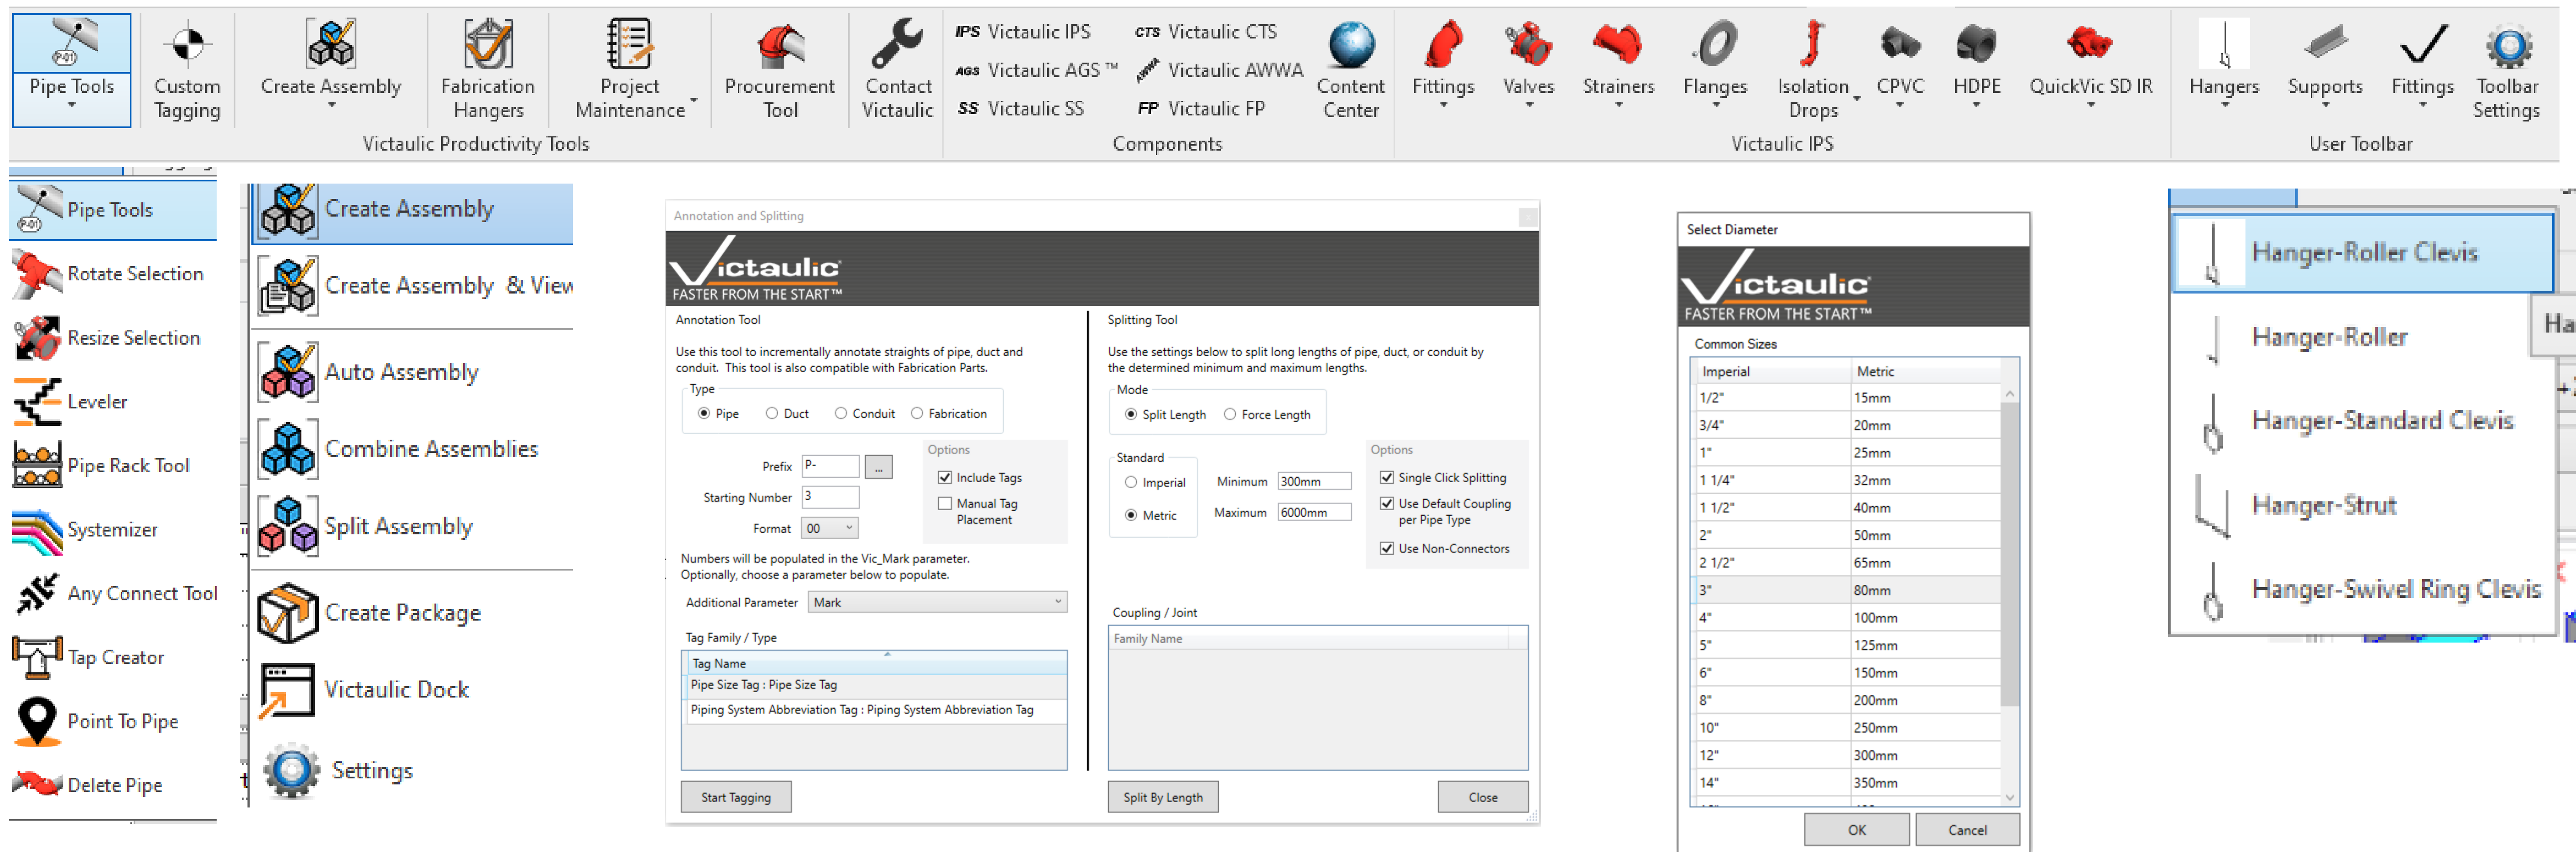 Pipe Tools
Custom
Tagging
Create Assembly
Fabrication
Hangers
Project
Maintenance
Procurement
Tool
Contact
Victaulic
Victaulic Productivity Tools
IPS Victaulic IPS
AGS Victaulic AGS ™
SS Victaulic SS
CTS Victaulic CTS
AWWA Victaulic AWWA
FP Victaulic FP
Content
Center
Components
Fittings
Valves
Strainers
Flanges
Isolation
Drops
CPVC
HDPE
QuickVic SD IR
Victaulic IPS
Hangers
Supports
Fittings
Toolbar
Settings
User Toolbar
Pipe Tools
Rotate Selection
Resize Selection
Leveler
Pipe Rack Tool
Systemizer
Any Connect Tool
Tap Creator
Point To Pipe
Delete Pipe
Create Assembly
Create Assembly & View
Auto Assembly
Combine Assemblies
Split Assembly
Create Package
Victaulic Dock
Settings
Annotation and Splitting
Victaulic®
FASTER FROM THE START™
Annotation Tool
Use this tool to incrementally annotate straights of pipe, duct and
conduit. This tool is also compatible with Fabrication Parts.
Type
Pipe Duct Conduit Fabrication
Prefix P- ...
Starting Number 3
Format 00
Options
Include Tags
Manual Tag
Placement
Numbers will be populated in the Vic_Mark parameter.
Optionally, choose a parameter below to populate.
Additional Parameter Mark
Tag Family / Type
Tag Name
Pipe Size Tag : Pipe Size Tag
Piping System Abbreviation Tag : Piping System Abbreviation Tag
Start Tagging
Splitting Tool
Use the settings below to split long lengths of pipe, duct, or conduit by
the determined minimum and maximum lengths.
Mode
Split Length Force Length
Standard
Imperial
Metric
Minimum 300mm
Maximum 6000mm
Options
Single Click Splitting
Use Default Coupling
per Pipe Type
Use Non-Connectors
Coupling / Joint
Family Name
Split By Length
Close
Select Diameter
Victaulic®
FASTER FROM THE START™
Common Sizes
Imperial Metric
1/2" 15mm
3/4" 20mm
1" 25mm
1 1/4" 32mm
1 1/2" 40mm
2" 50mm
2 1/2" 65mm
3" 80mm
4" 100mm
5" 125mm
6" 150mm
8" 200mm
10" 250mm
12" 300mm
14" 350mm
OK Cancel
Hanger-Roller Clevis
Ha
Hanger-Roller
Hanger-Standard Clevis
Hanger-Strut
Hanger-Swivel Ring Clevis